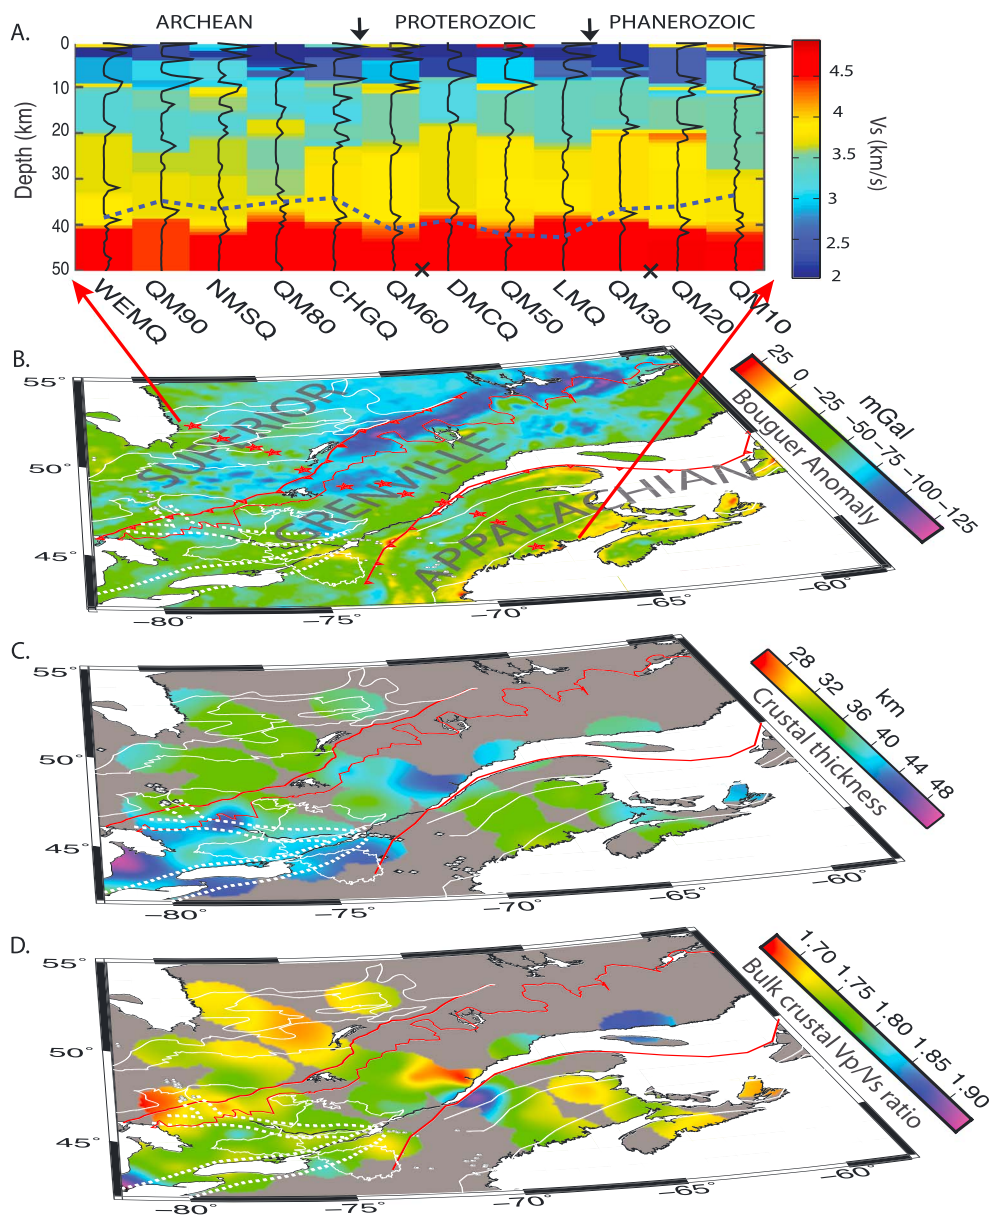 A.
ARCHEAN
PROTEROZOIC
PHANEROZOIC
Depth (km)
0
10
20
30
40
50
4.5
4
3.5
3
2.5
2
Vs (km/s)
WEMQ
QM90
NMSQ
QM80
CHGQ
QM60
DMCQ
QM50
LMQ
QM30
QM20
QM10
B.
55°
50°
45°
−80°
−75°
−70°
−65°
−60°
SUPERIOR
GRENVILLE
APPALACHIAN
25
0
−25
−50
−75
−100
−125
mGal
Bouguer Anomaly
C.
55°
50°
45°
−80°
−75°
−70°
−65°
−60°
28
32
36
40
44
48
km
Crustal thickness
D.
55°
50°
45°
−80°
−75°
−70°
−65°
−60°
1.70
1.75
1.80
1.85
1.90
Bulk crustal Vp/Vs ratio